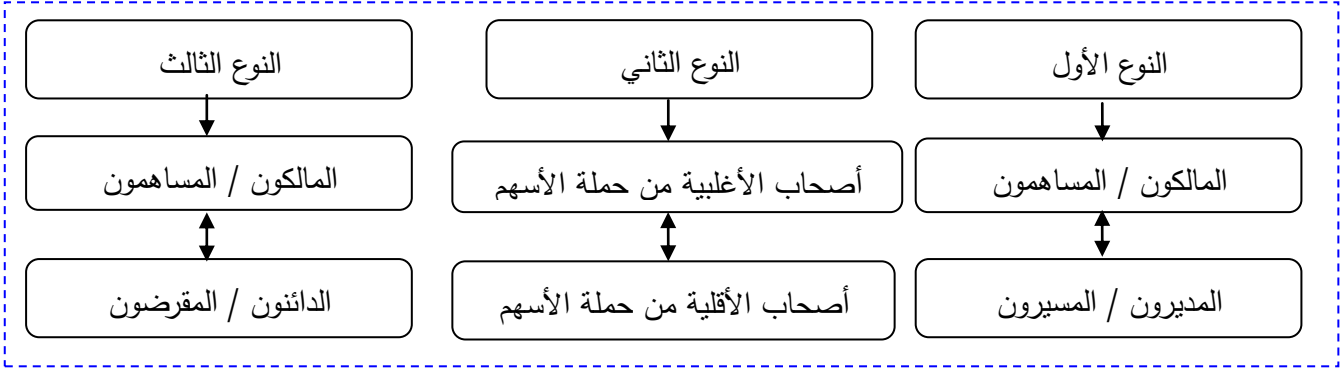 النوع الأول
النوع الثاني
النوع الثالث
المالكون / المساهمون
أصحاب الأغلبية من حملة الأسهم
المالكون / المساهمون
المديرون / المسيرون
أصحاب الأقلية من حملة الأسهم
الدائنون / المقرضون